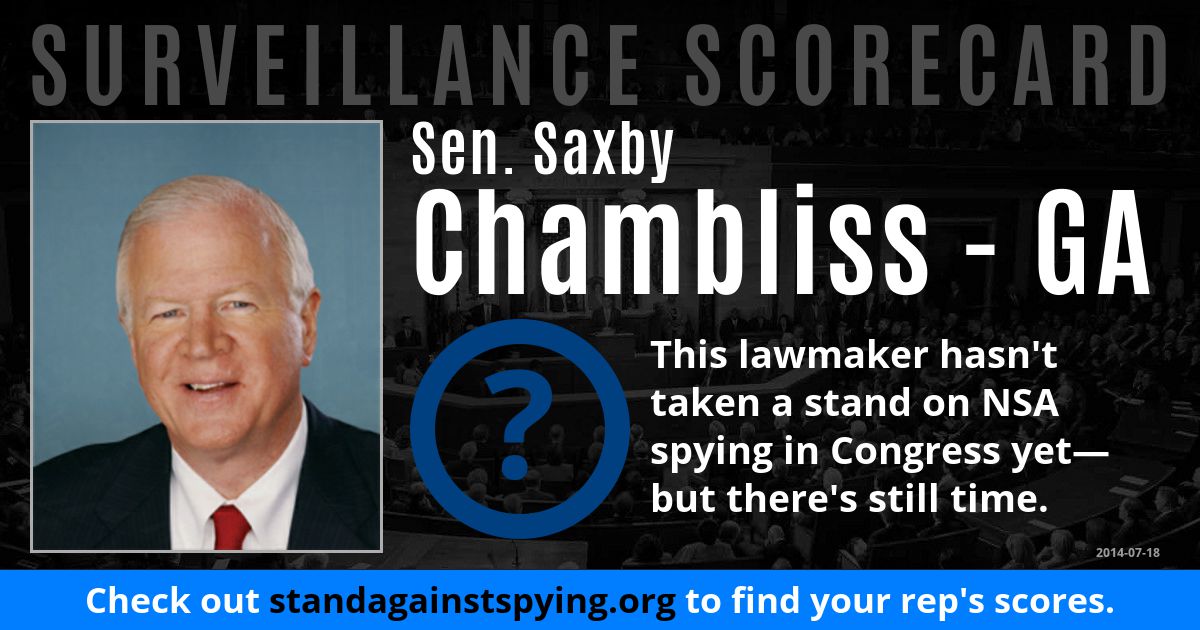 SURVEILLANCE SCORECARD
Sen. Saxby
Chambliss - GA
?
This lawmaker hasn't
taken a stand on NSA
spying in Congress yet—
but there's still time.
2014-07-18
Check out standagainstspying.org to find your rep's scores.